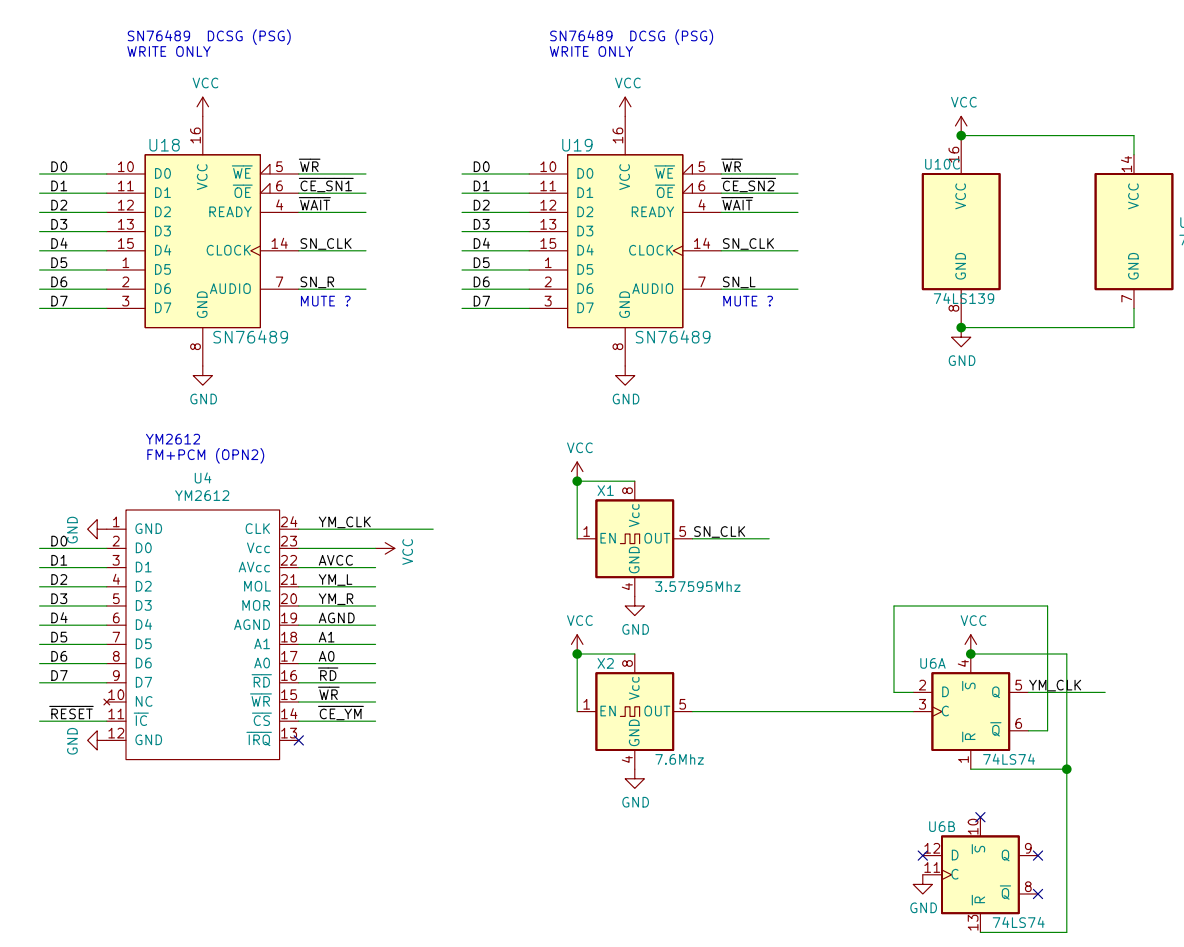 SN76489 DCSG (PSG)
WRITE ONLY
VCC
16
U18
D0 10 D0 VCC WE 5 WR
D1 11 D1 OE 6 CE_SN1
D2 12 D2 READY 4 WAIT
D3 13 D3
D4 15 D4 CLOCK 14 SN_CLK
D5 1 D5
D6 2 D6 AUDIO 7 SN_R
D7 3 D7 GND MUTE ?
8 SN76489
GND
SN76489 DCSG (PSG)
WRITE ONLY
VCC
16
U19
D0 10 D0 VCC WE 5 WR
D1 11 D1 OE 6 CE_SN2
D2 12 D2 READY 4 WAIT
D3 13 D3
D4 15 D4 CLOCK 14 SN_CLK
D5 1 D5
D6 2 D6 AUDIO 7 SN_L
D7 3 D7 GND MUTE ?
8 SN76489
GND
VCC
U10C 16 14
VCC VCC
U
7
GND GND
74LS139
8 7
GND
YM2612
FM+PCM (OPN2)
U4
YM2612
GND 1 GND CLK 24 YM_CLK
D0 2 D0 Vcc 23 VCC
D1 3 D1 AVcc 22 AVCC
D2 4 D2 MOL 21 YM_L
D3 5 D3 MOR 20 YM_R
D4 6 D4 AGND 19 AGND
D5 7 D5 A1 18 A1
D6 8 D6 A0 17 A0
D7 9 D7 RD 16 RD
10 NC WR 15 WR
RESET 11 IC CS 14 CE_YM
GND 12 GND IRQ 13
VCC
X1 8
Vcc
1 EN OUT 5 SN_CLK
GND
4 3.57595Mhz
GND
VCC
X2 8
Vcc
1 EN OUT 5
GND
4 7.6Mhz
GND
VCC
U6A 4
S
2 D Q 5 YM_CLK
3 C
R Q 6
1 74LS74
U6B 10
S
12 D Q 9
11 C
R Q 8
GND
13 74LS74